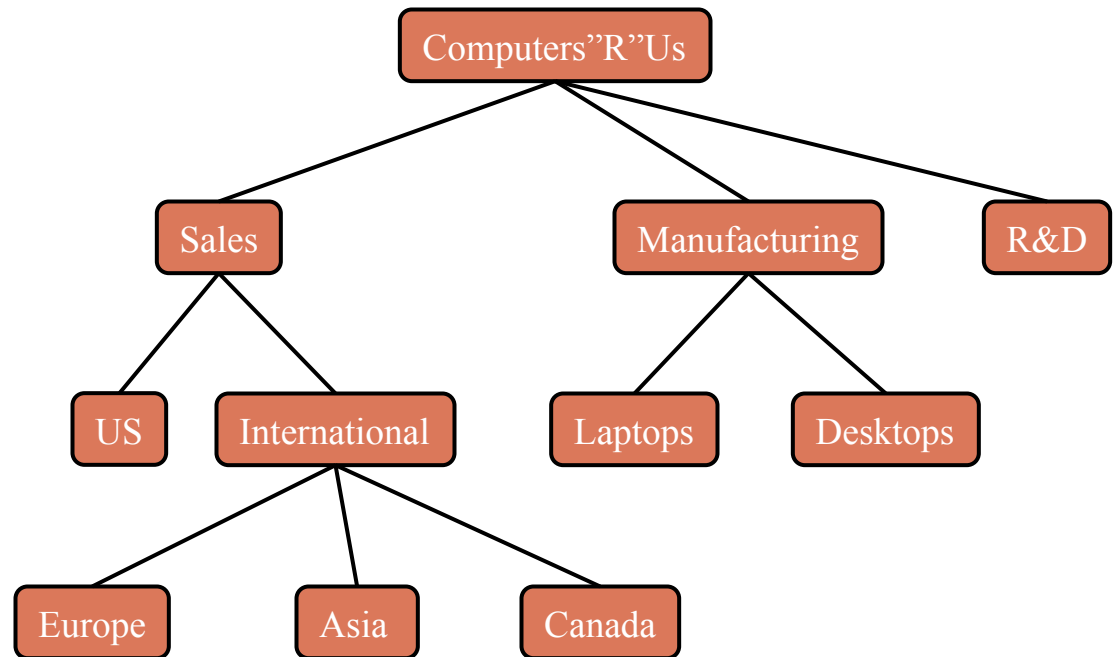 Computers”R”Us
Sales
Manufacturing
R&D
US
International
Laptops
Desktops
Europe
Asia
Canada